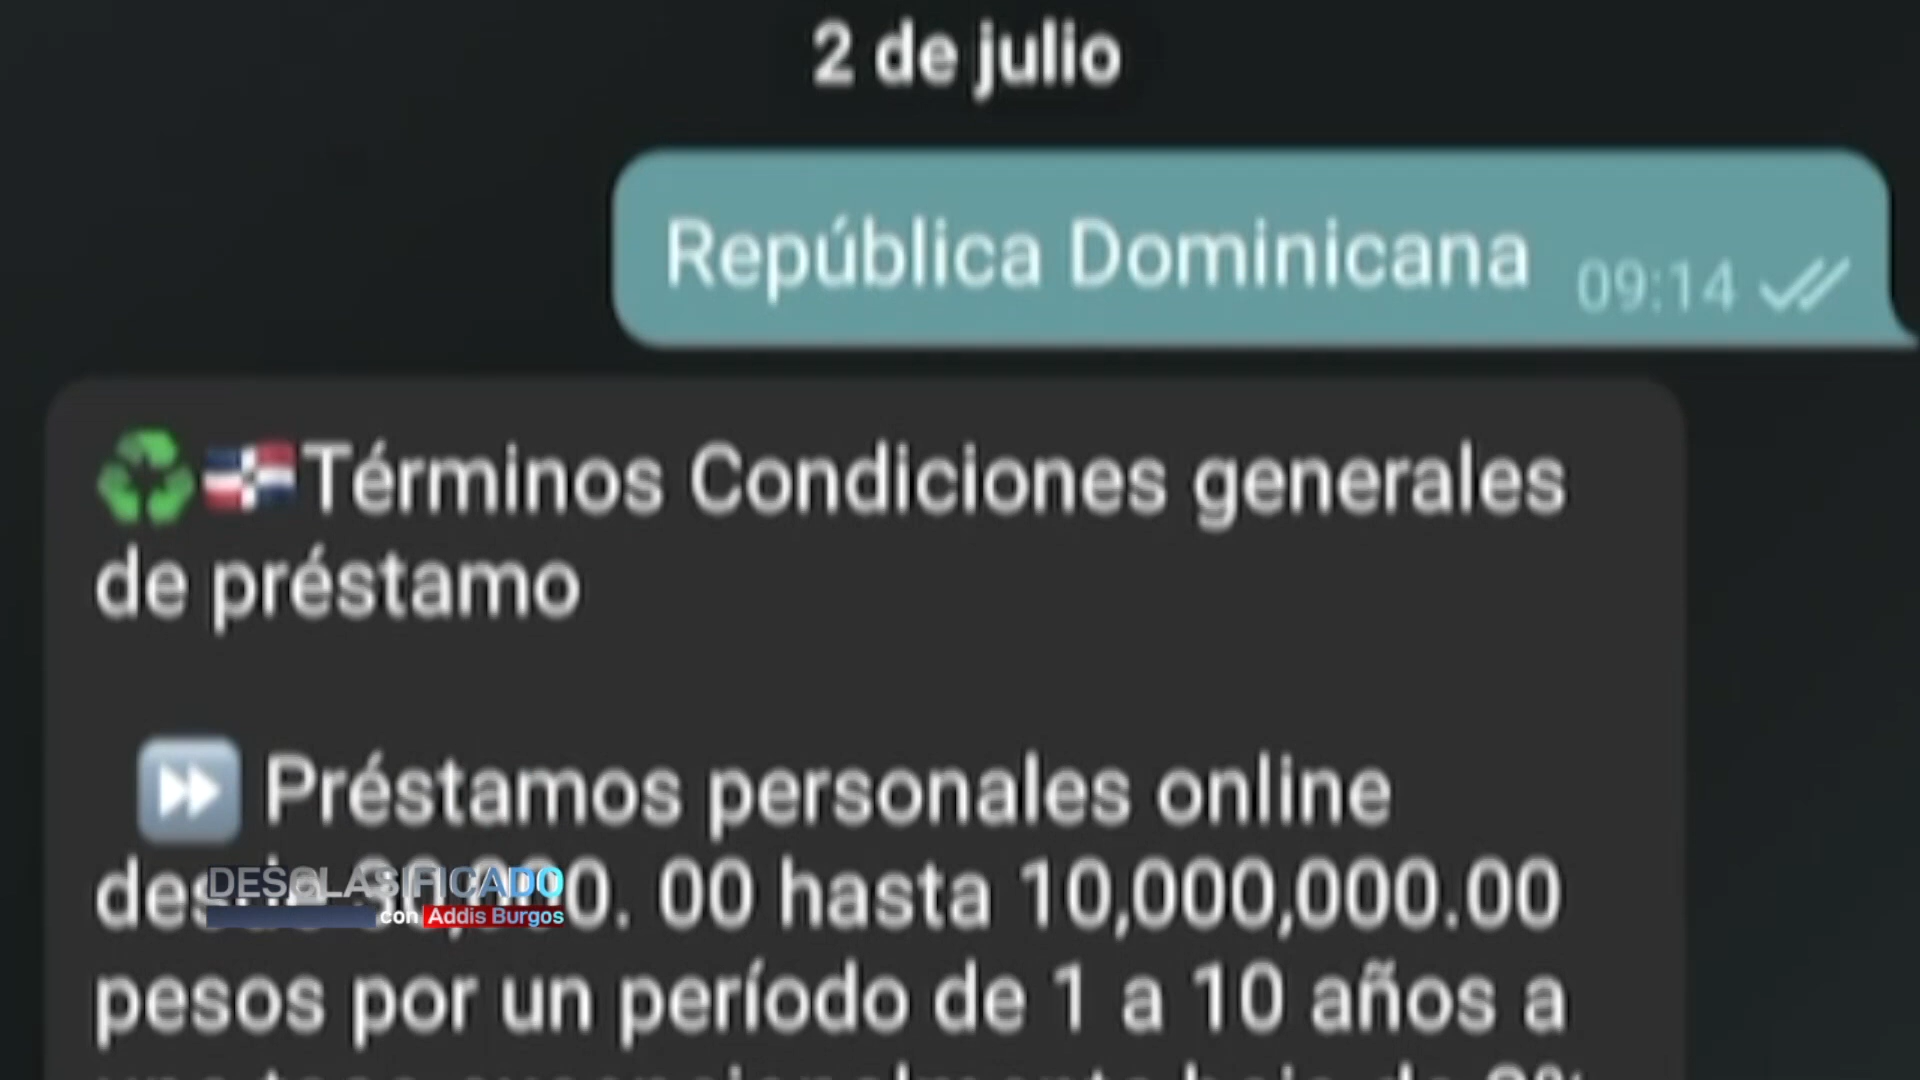 2 de julio
República Dominicana 09:14
Términos Condiciones generales
de préstamo
Préstamos personales online
00 hasta 10,000,000.00
DESCLASIFICADO
con Addis Burgos
pesos por un período de 1 a 10 años a